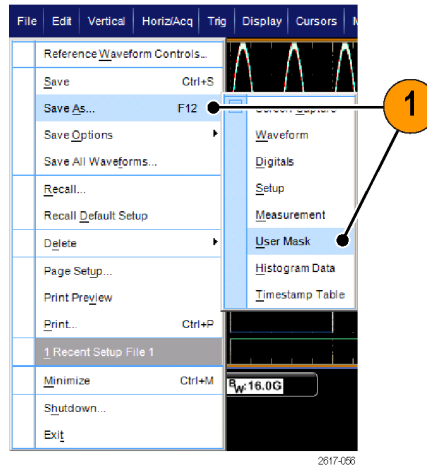 File Edit Vertical Horiz/Acq Trig Display Cursors
Reference Waveform Controls...
Save Ctrl+S
Save As... F12
Save Options
Save All Waveforms...
Recall...
Recall Default Setup
Delete
Page Setup...
Print Preview
Print... Ctrl+P
1 Recent Setup File 1
Minimize Ctrl+M
Shutdown...
Exit
Screen Capture
Waveform
Digitals
Setup
Measurement
User Mask
Histogram Data
Timestamp Table
1
BW:16.0G
2617-056